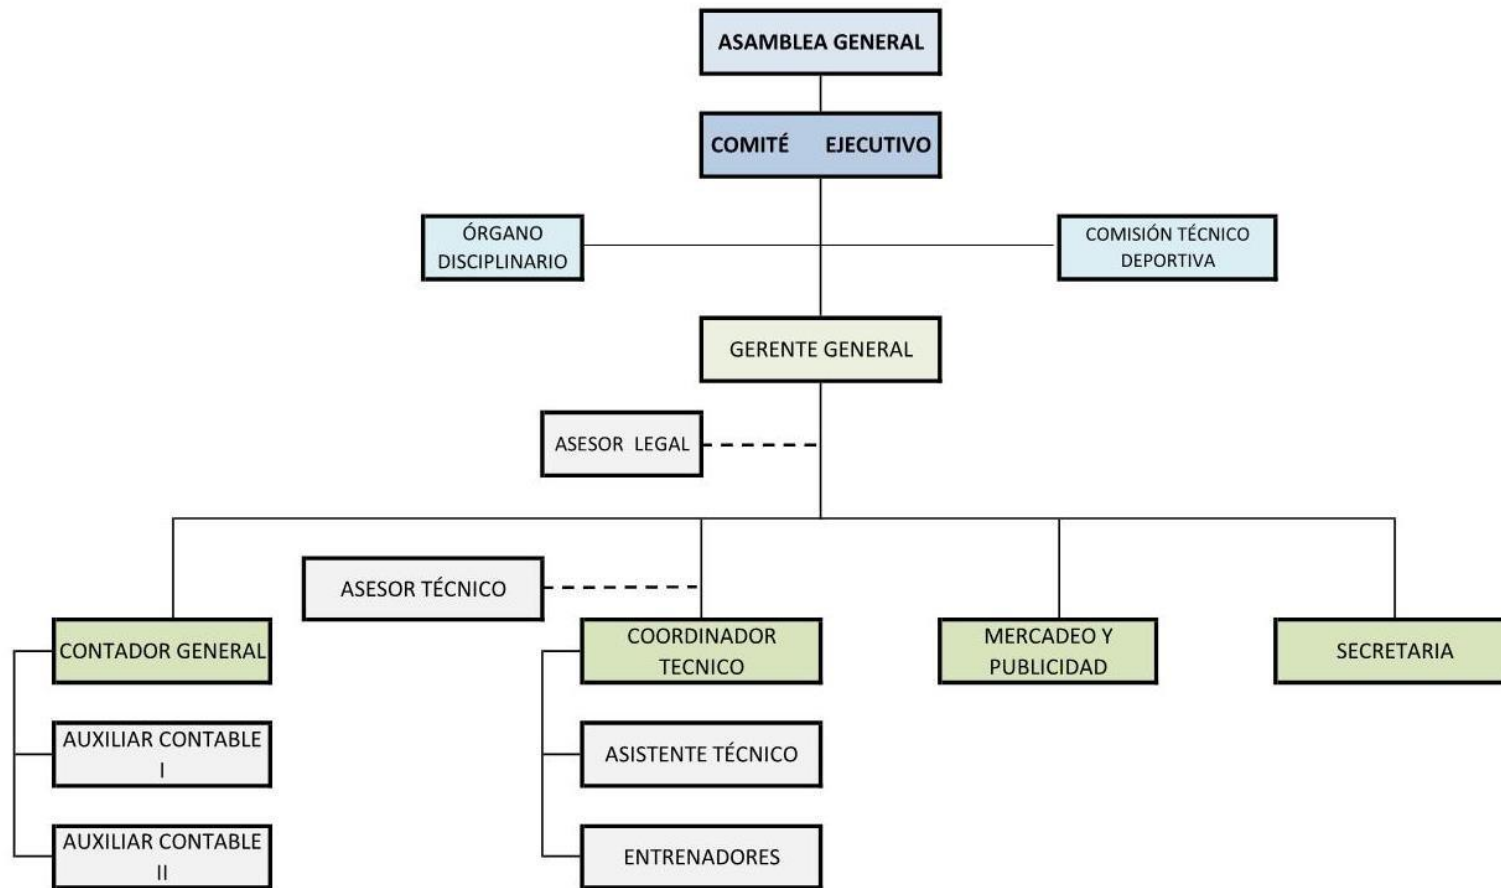 ASAMBLEA GENERAL
COMITÉ EJECUTIVO
ÓRGANO
DISCIPLINARIO
COMISIÓN TÉCNICO
DEPORTIVA
GERENTE GENERAL
ASESOR LEGAL
ASESOR TÉCNICO
CONTADOR GENERAL
COORDINADOR
TECNICO
MERCADEO Y
PUBLICIDAD
SECRETARIA
AUXILIAR CONTABLE
I
ASISTENTE TÉCNICO
AUXILIAR CONTABLE
II
ENTRENADORES